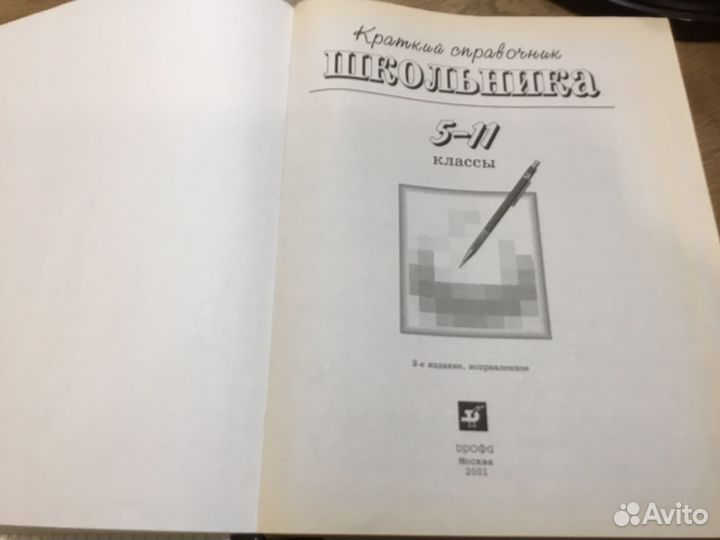 Краткий справочник
ШКОЛЬНИКА
5–11
классы
3-е издание, исправленное
дрофа
Москва
2001
Avito